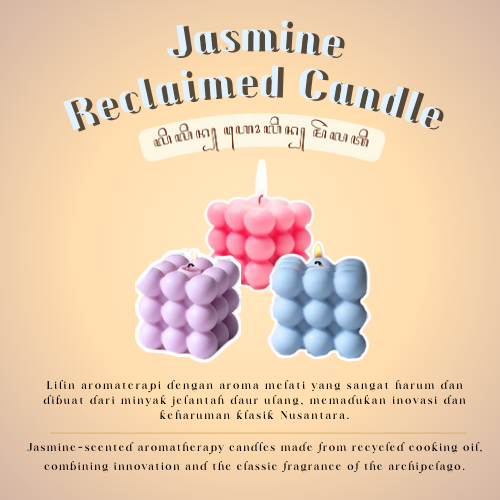 Jasmine
Reclaimed Candle
Lilin aromaterapi dengan aroma melati yang sangat harum dan
dibuat dari minyak jelantah daur ulang, memadukan inovasi dan
keharuman klasik Nusantara.
Jasmine-scented aromatherapy candles made from recycled cooking oil,
combining innovation and the classic fragrance of the archipelago.